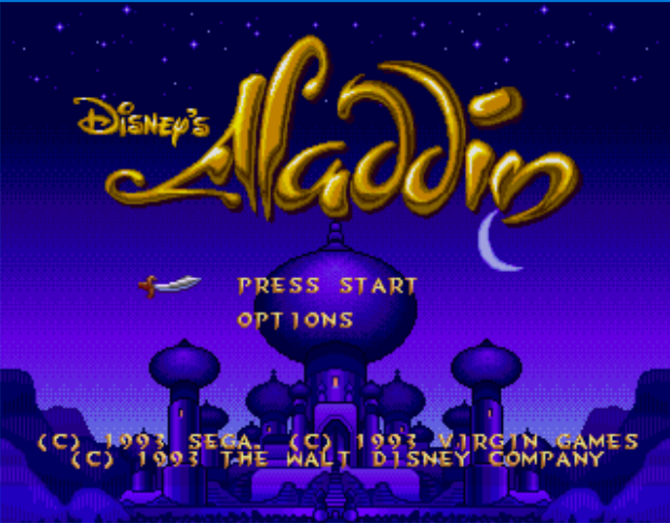 Disney's
Aladdin
PRESS START
OPTIONS
(C) 1993 SEGA. (C) 1993 VIRGIN GAMES
(C) 1993 THE WALT DISNEY COMPANY